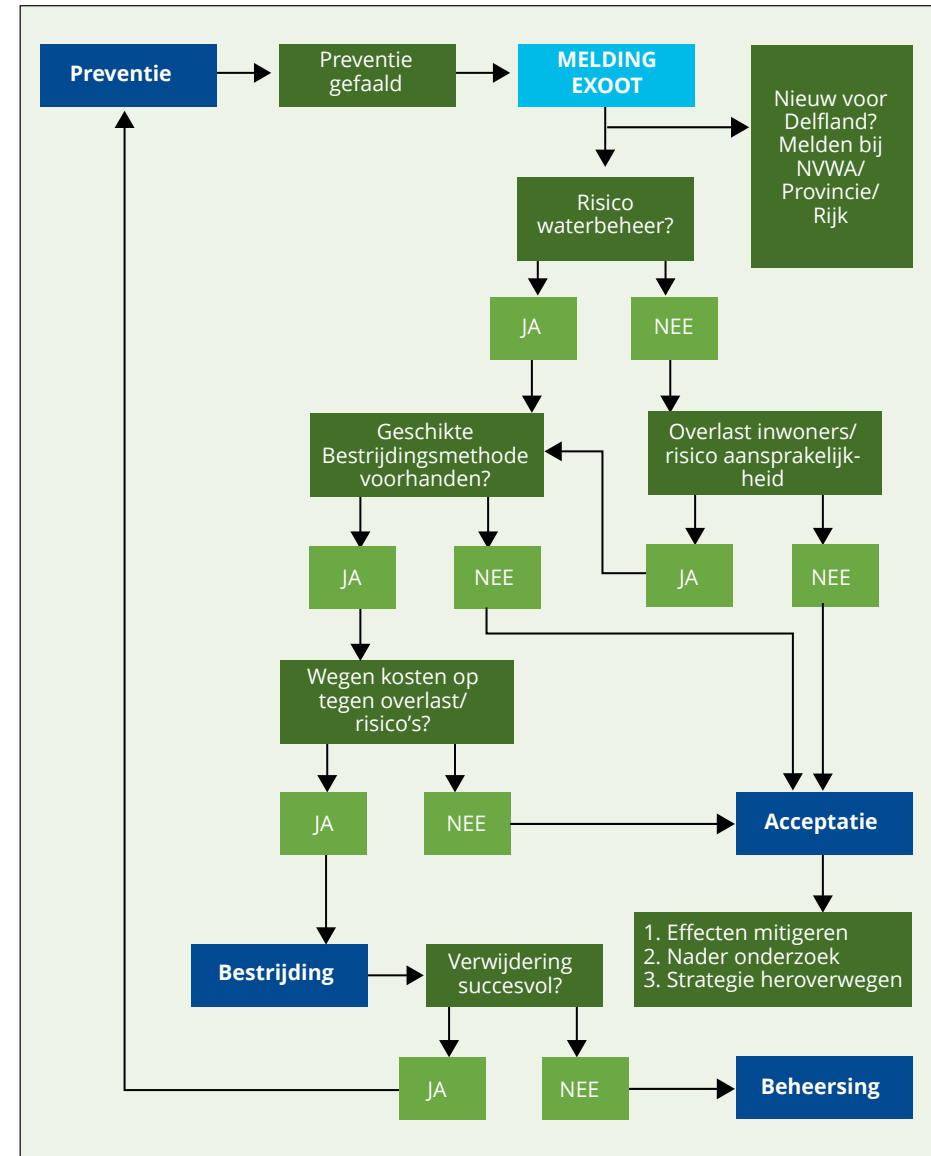 Preventie
Preventie
gefaald
MELDING
EXOOT
Nieuw voor
Delfland?
Melden bij
NVWA/
Provincie/
Rijk
Risico
waterbeheer?
JA
NEE
Geschikte
Bestrijdingsmethode
voorhanden?
Overlast inwoners/
risico aansprakelijk-
heid
JA
NEE
JA
NEE
Wegen kosten op
tegen overlast/
risico’s?
JA
NEE
Acceptatie
1. Effecten mitigeren
2. Nader onderzoek
3. Strategie heroverwegen
Bestrijding
Verwijdering
succesvol?
JA
NEE
Beheersing